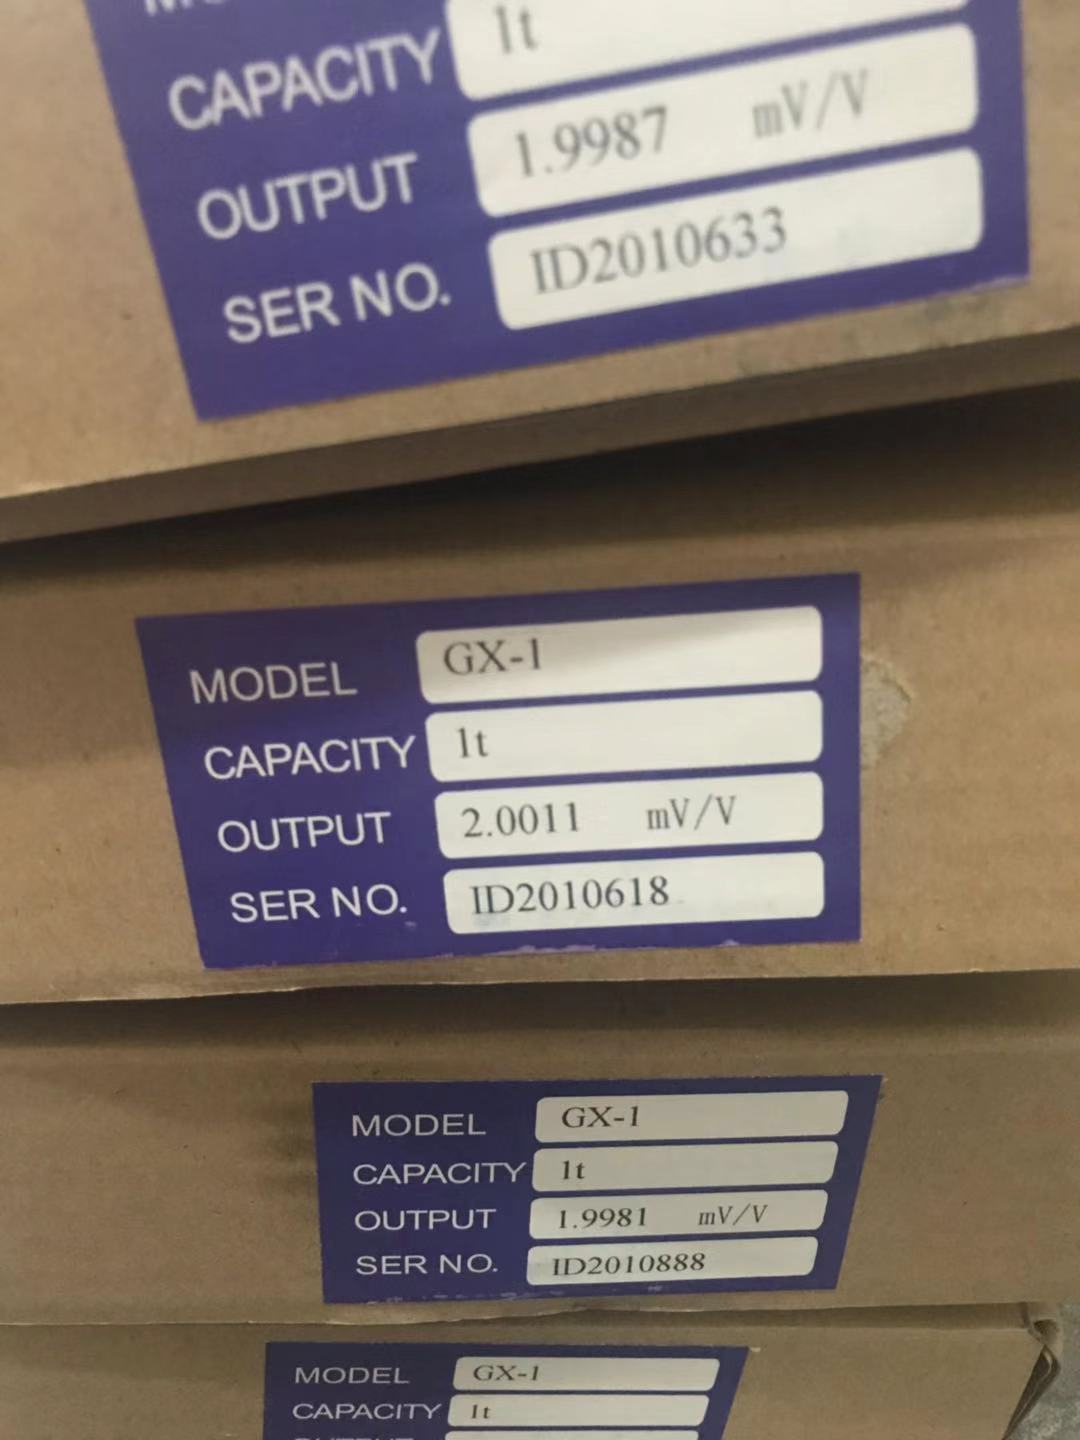 CAPACITY 1t
OUTPUT 1.9987 mV/V
SER NO. ID2010633
MODEL GX-1
CAPACITY 1t
OUTPUT 2.0011 mV/V
SER NO. ID2010618
MODEL GX-1
CAPACITY 1t
OUTPUT 1.9981 mV/V
SER NO. ID2010888
MODEL GX-1
CAPACITY 1t